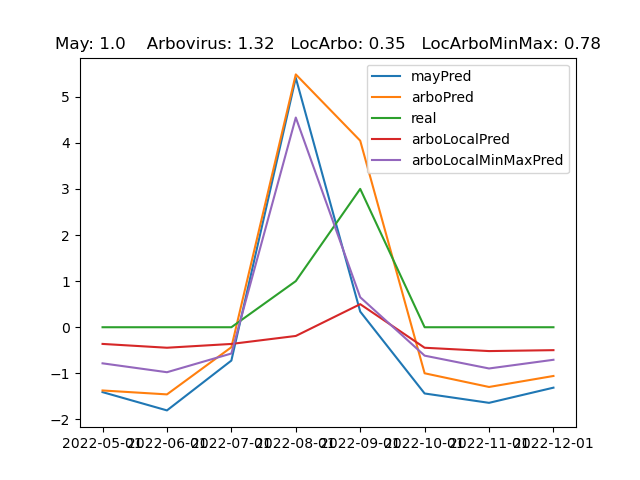 May: 1.0 Arbovirus: 1.32 LocArbo: 0.35 LocArboMinMax: 0.78
mayPred
arboPred
real
arboLocalPred
arboLocalMinMaxPred
5
4
3
2
1
0
−1
−2
2022-05-01 2022-06-01 2022-07-01 2022-08-01 2022-09-01 2022-10-01 2022-11-01 2022-12-01